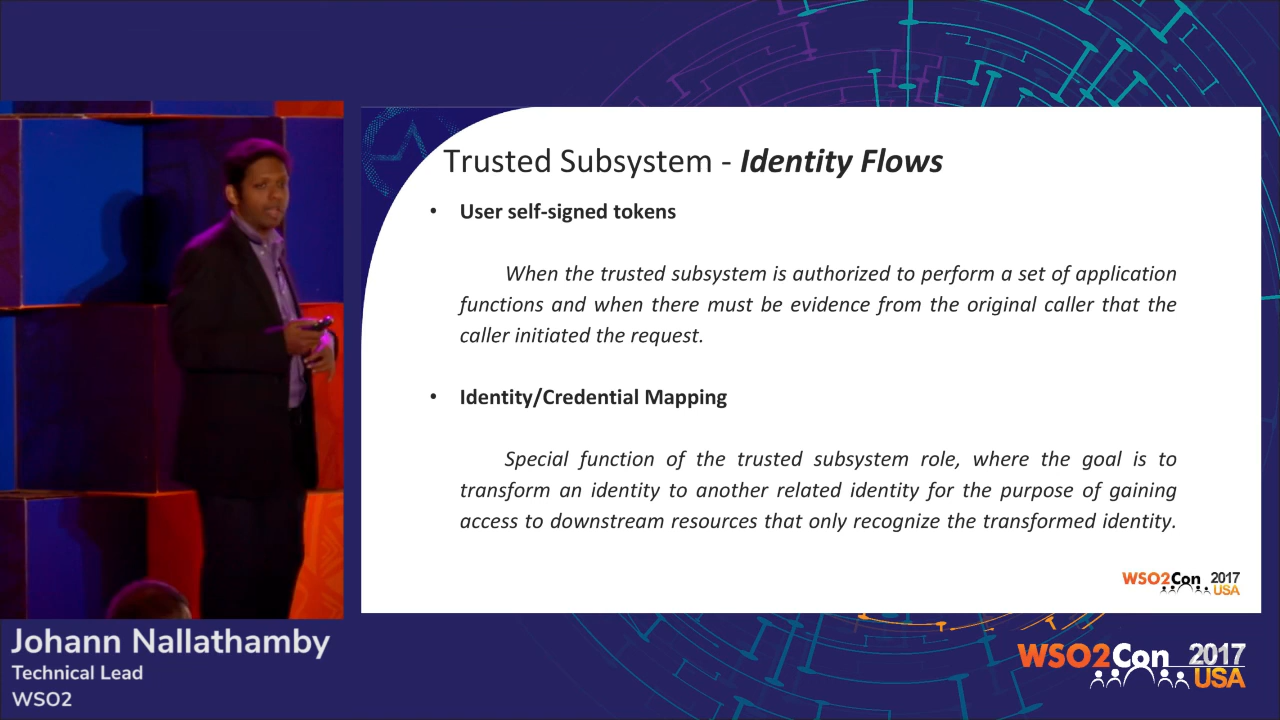 Trusted Subsystem - Identity Flows
• User self-signed tokens
When the trusted subsystem is authorized to perform a set of application
functions and when there must be evidence from the original caller that the
caller initiated the request.
• Identity/Credential Mapping
Special function of the trusted subsystem role, where the goal is to
transform an identity to another related identity for the purpose of gaining
access to downstream resources that only recognize the transformed identity.
WSO2Con 2017
USA
Johann Nallathamby
Technical Lead
WSO2
WSO2Con 2017
USA